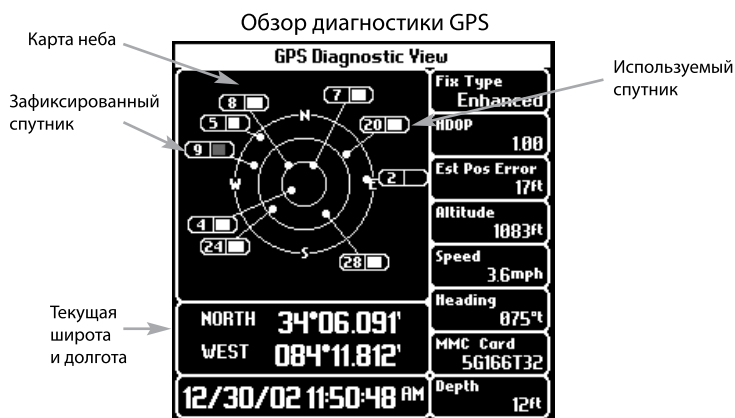 Обзор диагностики GPS
Карта неба
GPS Diagnostic View
Зафиксированный
спутник
Используемый
спутник
8
7
5
20
9
2
4
24
28
N
W
E
S
Fix Type
Enhanced
HDOP
1.00
Est Pos Error
17ft
Altitude
1083ft
Speed
3.6mph
Heading
075°t
MMC Card
5G166T32
Depth
12ft
Текущая
широта
и долгота
NORTH 34°06.091'
WEST 084°11.812'
12/30/02 11:50:48 AM